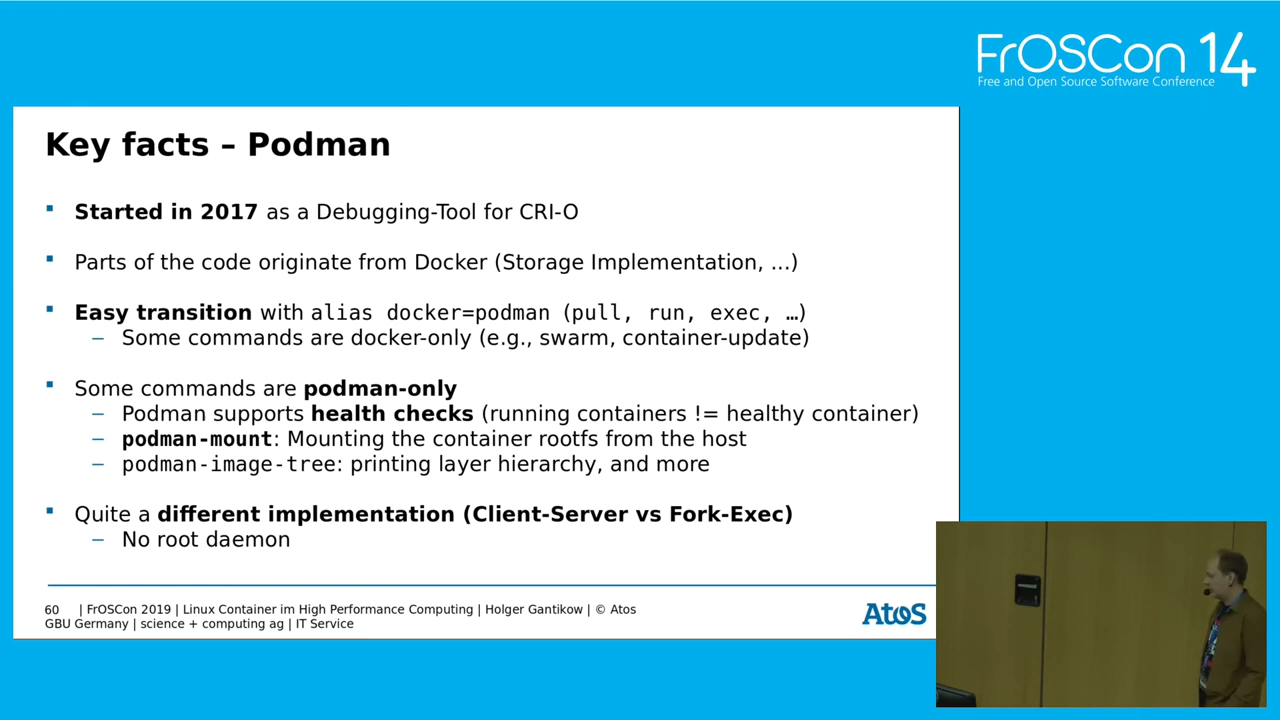 FrOSCon 14
Free and Open Source Software Conference
Key facts – Podman
▪ Started in 2017 as a Debugging-Tool for CRI-O
▪ Parts of the code originate from Docker (Storage Implementation, ...)
▪ Easy transition with alias docker=podman (pull, run, exec, …)
– Some commands are docker-only (e.g., swarm, container-update)
▪ Some commands are podman-only
– Podman supports health checks (running containers != healthy container)
– podman-mount: Mounting the container rootfs from the host
– podman-image-tree: printing layer hierarchy, and more
▪ Quite a different implementation (Client-Server vs Fork-Exec)
– No root daemon
60 | FrOSCon 2019 | Linux Container im High Performance Computing | Holger Gantikow | © Atos
GBU Germany | science + computing ag | IT Service
Atos